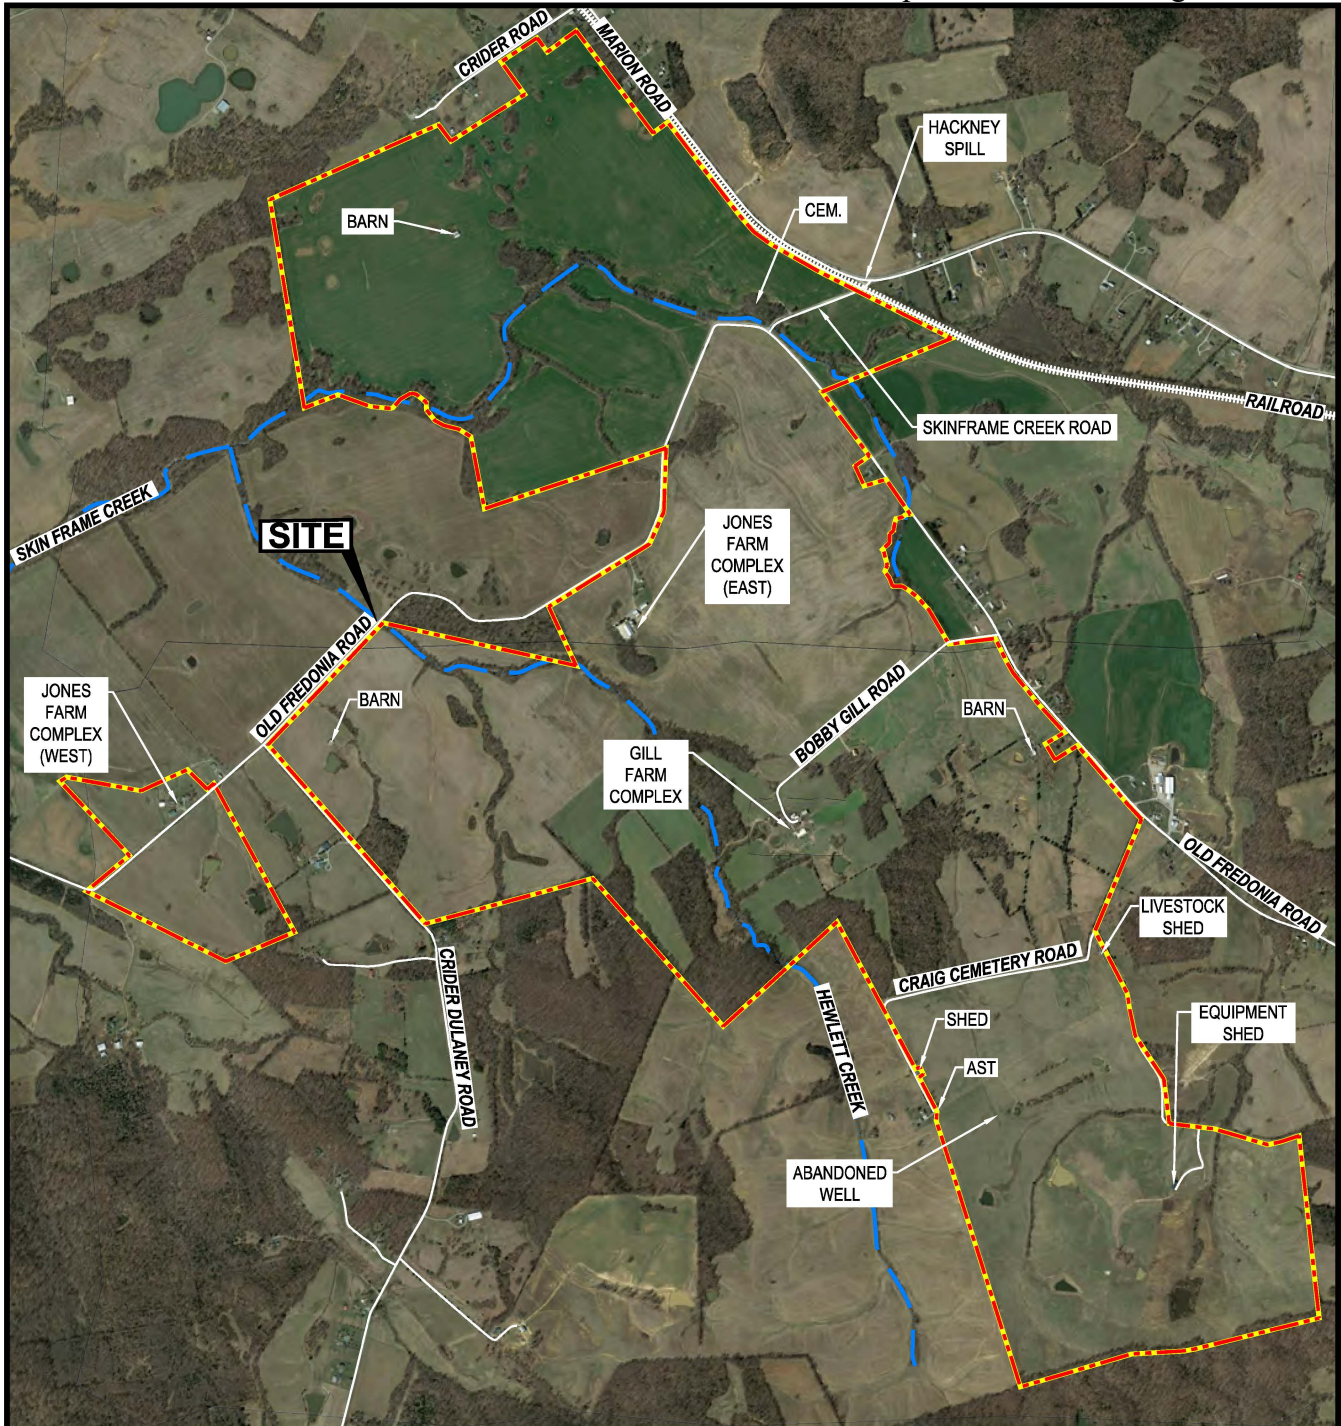 CRIDER ROAD
MARION ROAD
HACKNEY
SPILL
BARN
CEM.
RAILROAD
SKINFRAME CREEK ROAD
SKIN FRAME CREEK
SITE
JONES
FARM
COMPLEX
(EAST)
OLD FREDONIA ROAD
JONES
FARM
COMPLEX
(WEST)
BARN
BOBBY GILL ROAD
BARN
GILL
FARM
COMPLEX
OLD FREDONIA ROAD
LIVESTOCK
SHED
CRAIG CEMETERY ROAD
CRIDER DULANEY ROAD
HEWLETT CREEK
SHED
EQUIPMENT
SHED
AST
ABANDONED
WELL